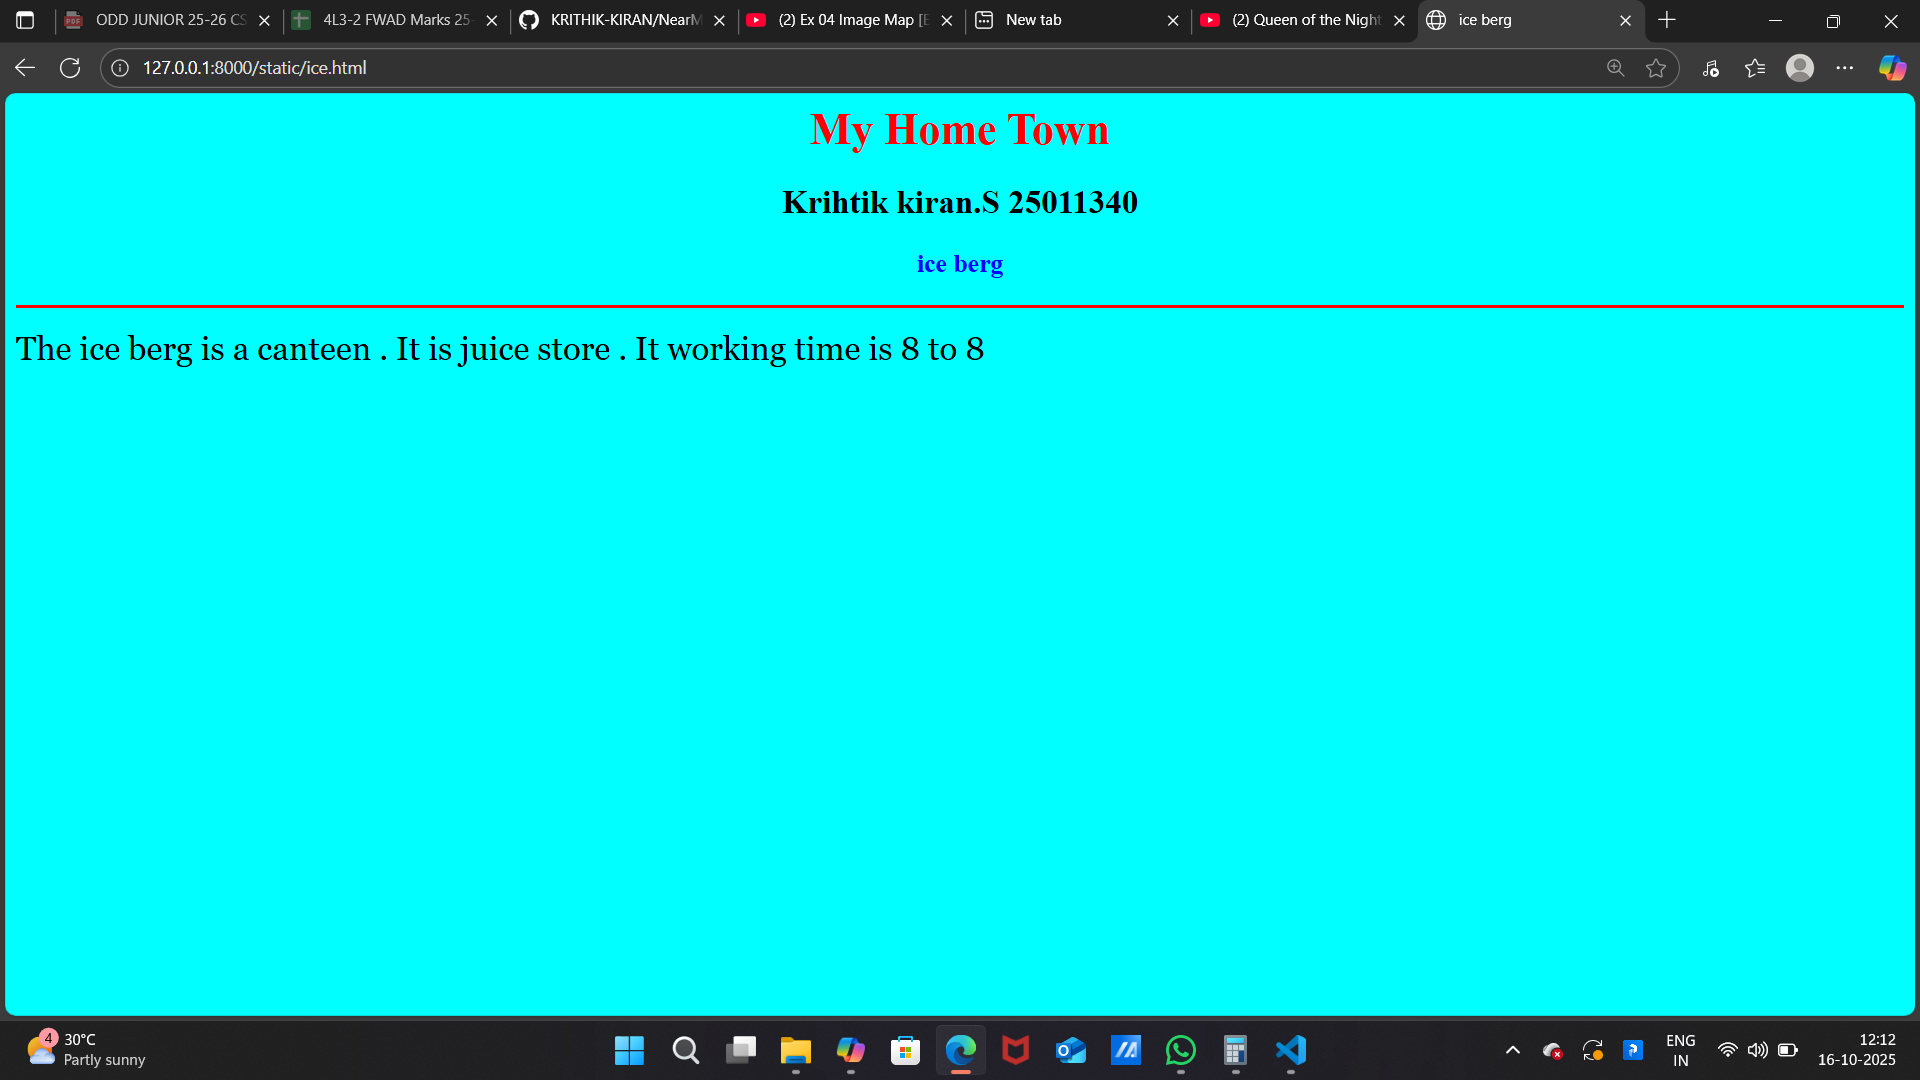 ODD JUNIOR 25-26 CS
4L3-2 FWAD Marks 25-
KRITHIK-KIRAN/NearM
(2) Ex 04 Image Map [E
New tab
(2) Queen of the Night
ice berg
127.0.0.1:8000/static/ice.html
My Home Town
Krihtik kiran.S 25011340
ice berg
The ice berg is a canteen . It is juice store . It working time is 8 to 8
4
30°C
Partly sunny
ENG
IN
12:12
16-10-2025